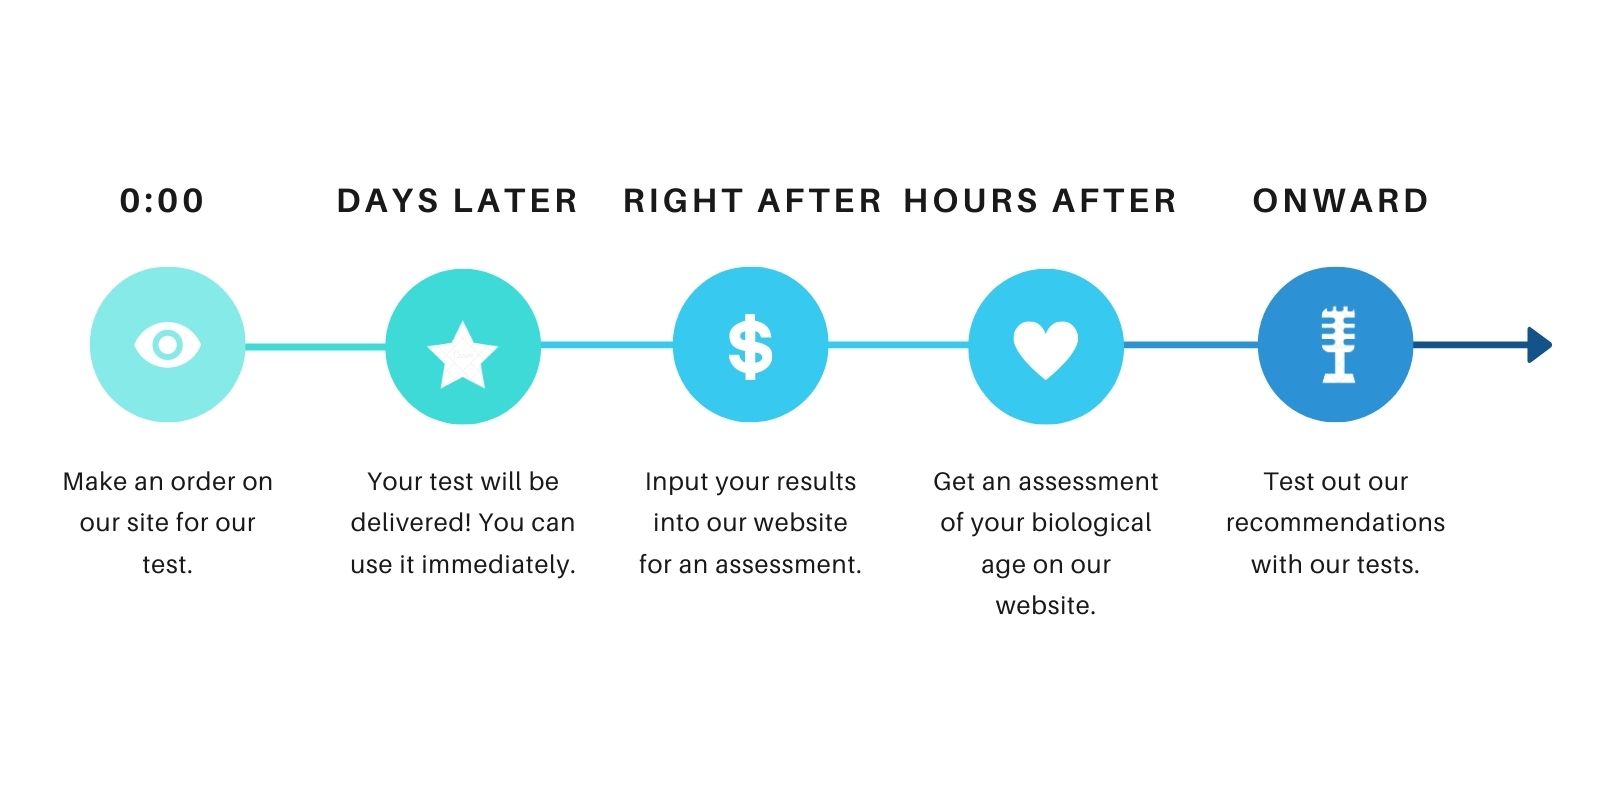 0:00
DAYS LATER
RIGHT AFTER
HOURS AFTER
ONWARD
$
Make an order on
our site for our
test.
Your test will be
delivered! You can
use it immediately.
Input your results
into our website
for an assessment.
Get an assessment
of your biological
age on our
website.
Test out our
recommendations
with our tests.